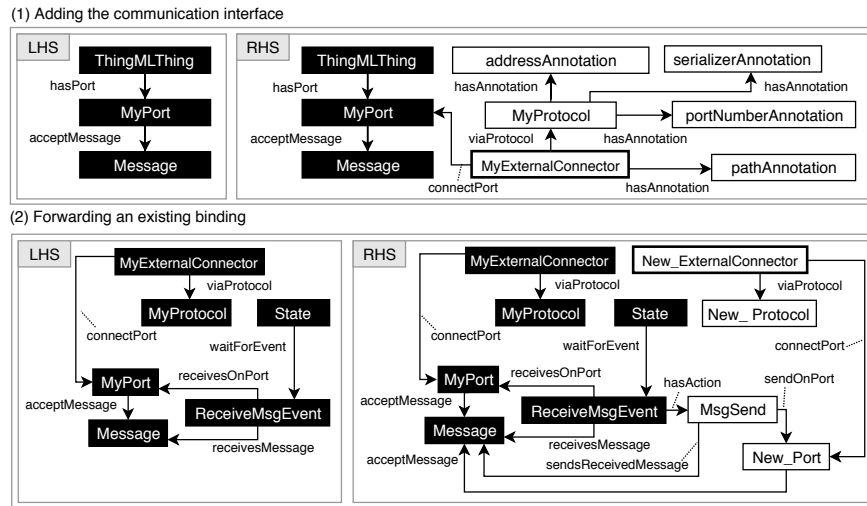 (1) Adding the communication interface
LHS
ThingMLThing
hasPort
MyPort
acceptMessage
Message
RHS
ThingMLThing
hasPort
MyPort
acceptMessage
Message
addressAnnotation
serializerAnnotation
hasAnnotation
hasAnnotation
MyProtocol
portNumberAnnotation
viaProtocol
hasAnnotation
MyExternalConnector
pathAnnotation
connectPort
hasAnnotation
(2) Forwarding an existing binding
LHS
MyExternalConnector
viaProtocol
MyProtocol
State
connectPort
waitForEvent
MyPort
receivesOnPort
acceptMessage
ReceiveMsgEvent
Message
receivesMessage
RHS
MyExternalConnector
New_ExternalConnector
viaProtocol
viaProtocol
MyProtocol
State
New_ Protocol
connectPort
connectPort
waitForEvent
MyPort
receivesOnPort
hasAction
sendOnPort
acceptMessage
ReceiveMsgEvent
MsgSend
Message
receivesMessage
acceptMessage
sendsReceivedMessage
New_Port